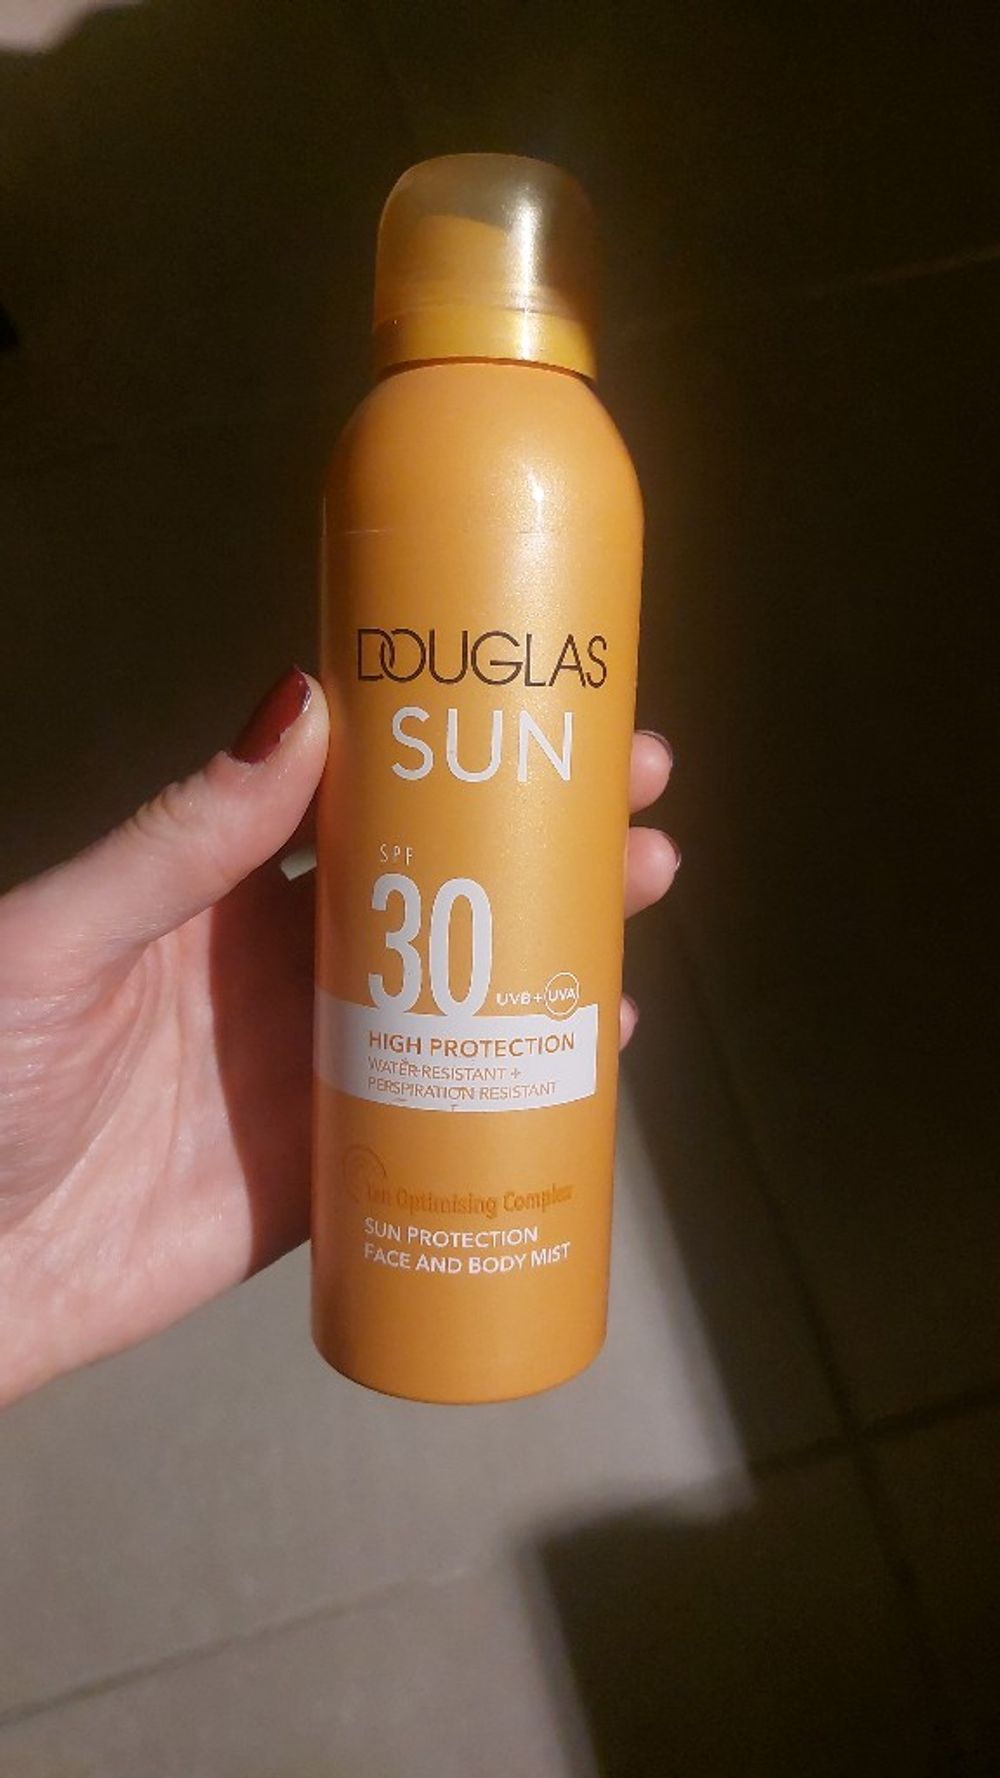 DOUGLAS
SUN
SPF
30
UVB+UVA
HIGH PROTECTION
WATER-RESISTANT +
PERSPIRATION RESISTANT
Tan Optimising Complex
SUN PROTECTION
FACE AND BODY MIST